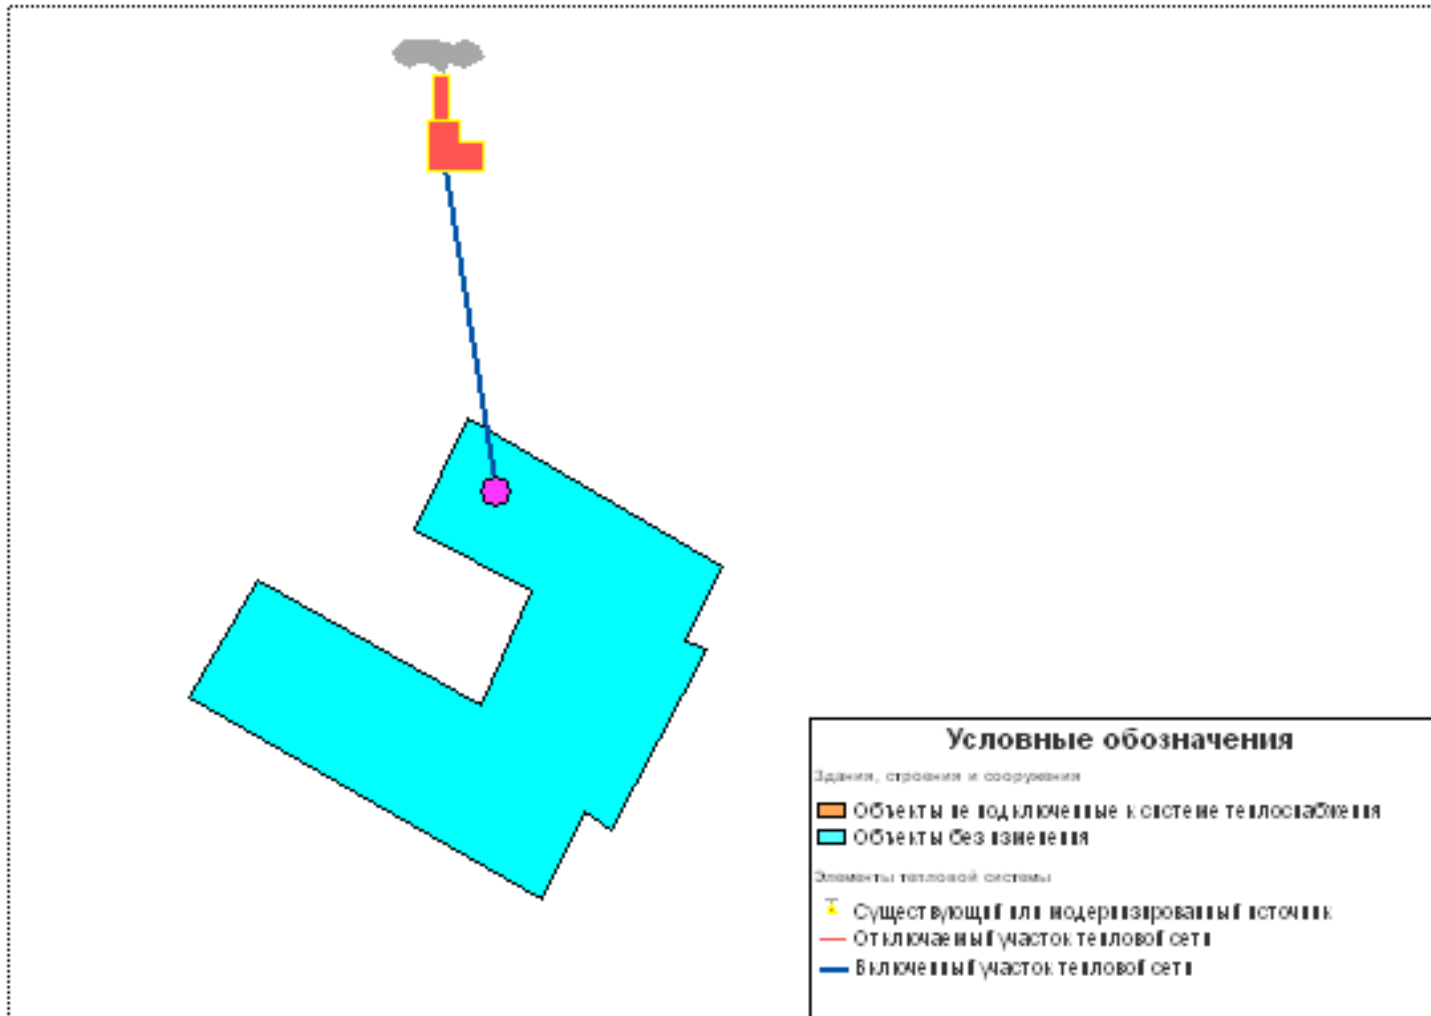 Условные обозначения
Здания, строения и сооружения
Объекты не подключенные к системе теплоснабжения
Объекты без изменения
Элементы тепловой системы
Существующий или модернизированный источник
Отключаемый участок тепловой сети
Включенный участок тепловой сети